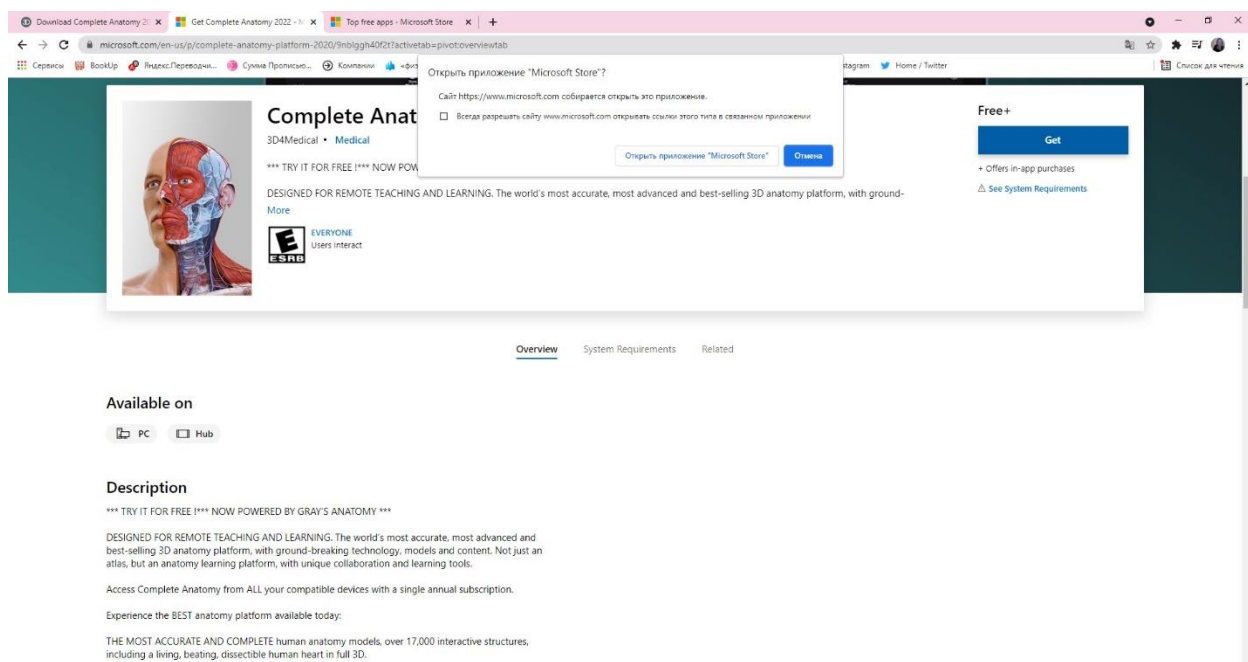 Download Complete Anatomy 2
Get Complete Anatomy 2022 -
Top free apps - Microsoft Store
microsoft.com/en-us/p/complete-anatomy-platform-2020/9nblggh40f2t?activetab=pivot:overviewtab
Сервисы BookUp Яндекс.Переводчи... Сумма Прописью... Компании «физ stagram Home / Twitter Список для чтения
Открыть приложение "Microsoft Store"?
Сайт https://www.microsoft.com собирается открыть это приложение.
Всегда разрешать сайту www.microsoft.com открывать ссылки этого типа в связанном приложении
Открыть приложение "Microsoft Store" Отмена
Complete Anat
3D4Medical • Medical
*** TRY IT FOR FREE !*** NOW POW
DESIGNED FOR REMOTE TEACHING AND LEARNING. The world's most accurate, most advanced and best-selling 3D anatomy platform, with ground-
More
E
ESRB
EVERYONE
Users Interact
Free+
Get
+ Offers in-app purchases
See System Requirements
Overview System Requirements Related
Available on
PC Hub
Description
*** TRY IT FOR FREE !*** NOW POWERED BY GRAY'S ANATOMY ***
DESIGNED FOR REMOTE TEACHING AND LEARNING. The world's most accurate, most advanced and
best-selling 3D anatomy platform, with ground-breaking technology, models and content. Not just an
atlas, but an anatomy learning platform, with unique collaboration and learning tools.
Access Complete Anatomy from ALL your compatible devices with a single annual subscription.
Experience the BEST anatomy platform available today:
THE MOST ACCURATE AND COMPLETE human anatomy models, over 17,000 interactive structures,
including a living, beating, dissectible human heart in full 3D.